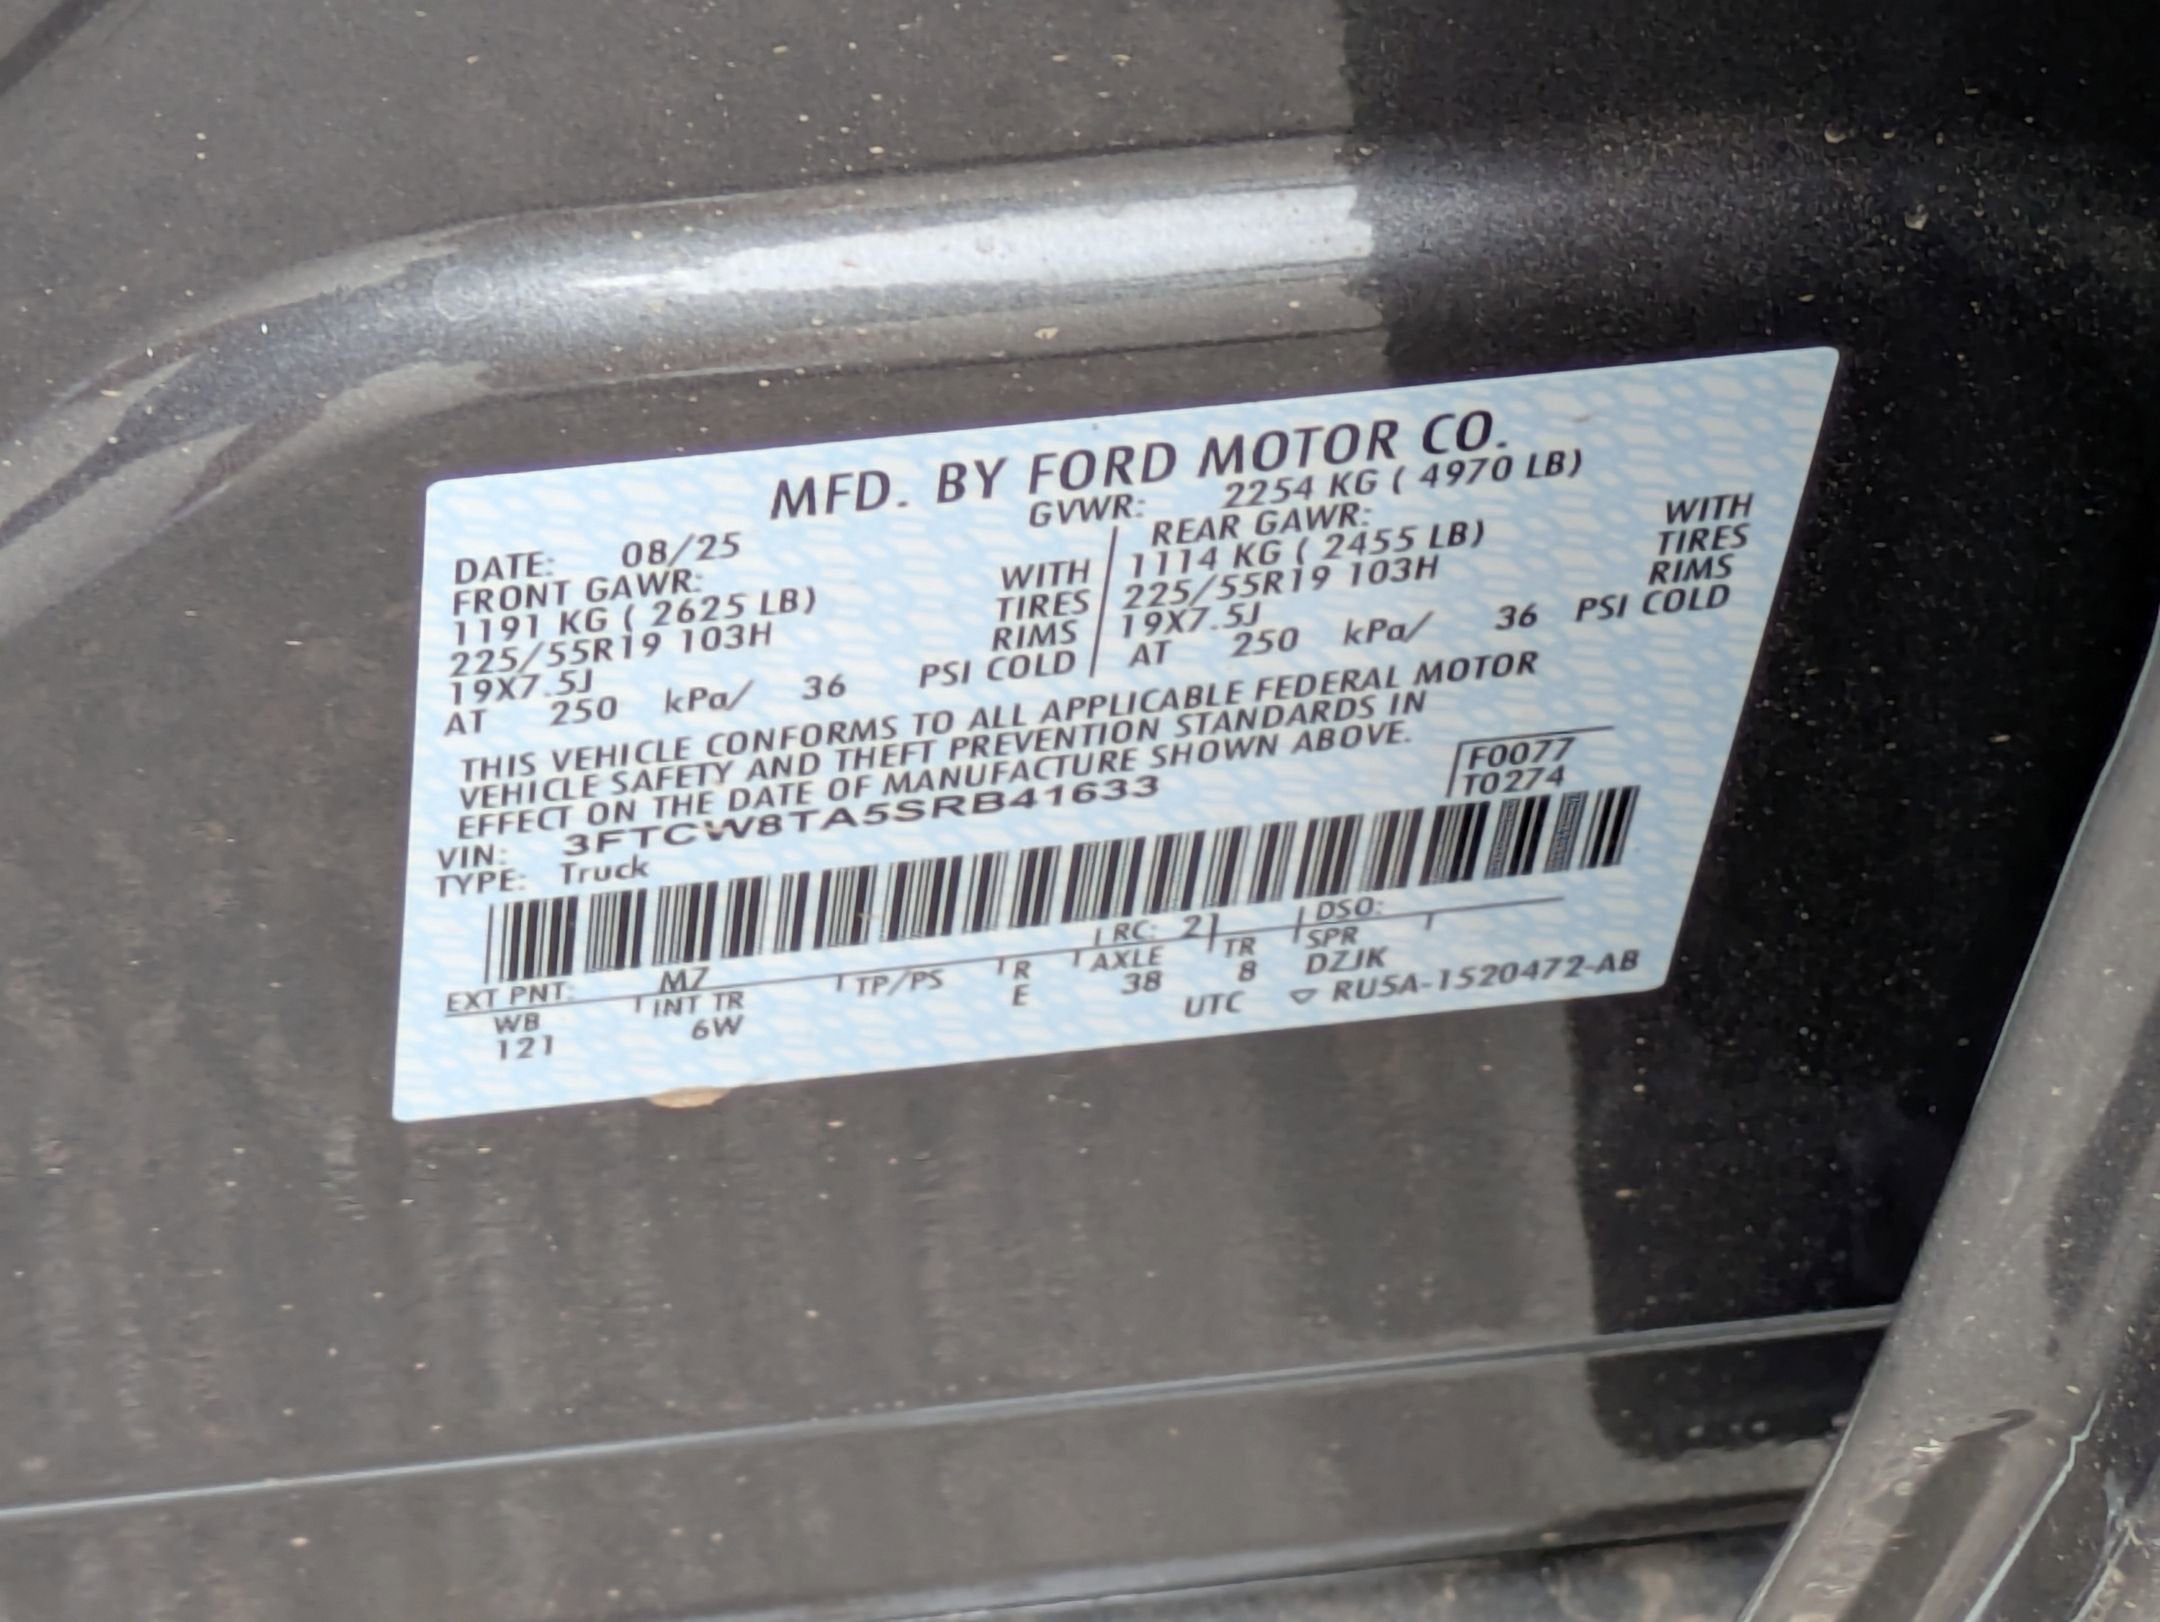 MFD. BY FORD MOTOR CO.
DATE: 08/25 GVWR: 2254 KG ( 4970 LB)
FRONT GAWR: REAR GAWR:
1191 KG ( 2625 LB) WITH 1114 KG ( 2455 LB) WITH
225/55R19 103H TIRES 225/55R19 103H TIRES
19X7.5J RIMS 19X7.5J RIMS
AT 250 kPa/ 36 PSI COLD AT 250 kPa/ 36 PSI COLD
THIS VEHICLE CONFORMS TO ALL APPLICABLE FEDERAL MOTOR
VEHICLE SAFETY AND THEFT PREVENTION STANDARDS IN
EFFECT ON THE DATE OF MANUFACTURE SHOWN ABOVE.
VIN: 3FTCW8TA5SRB41633 F0077
TYPE: Truck T0274
EXT PNT: M7 RC: 21 DSO:
WB INT TR TP/PS R AXLE TR SPR
121 6W E 38 8 DZJK
UTC ▽ RU5A-1520472-AB